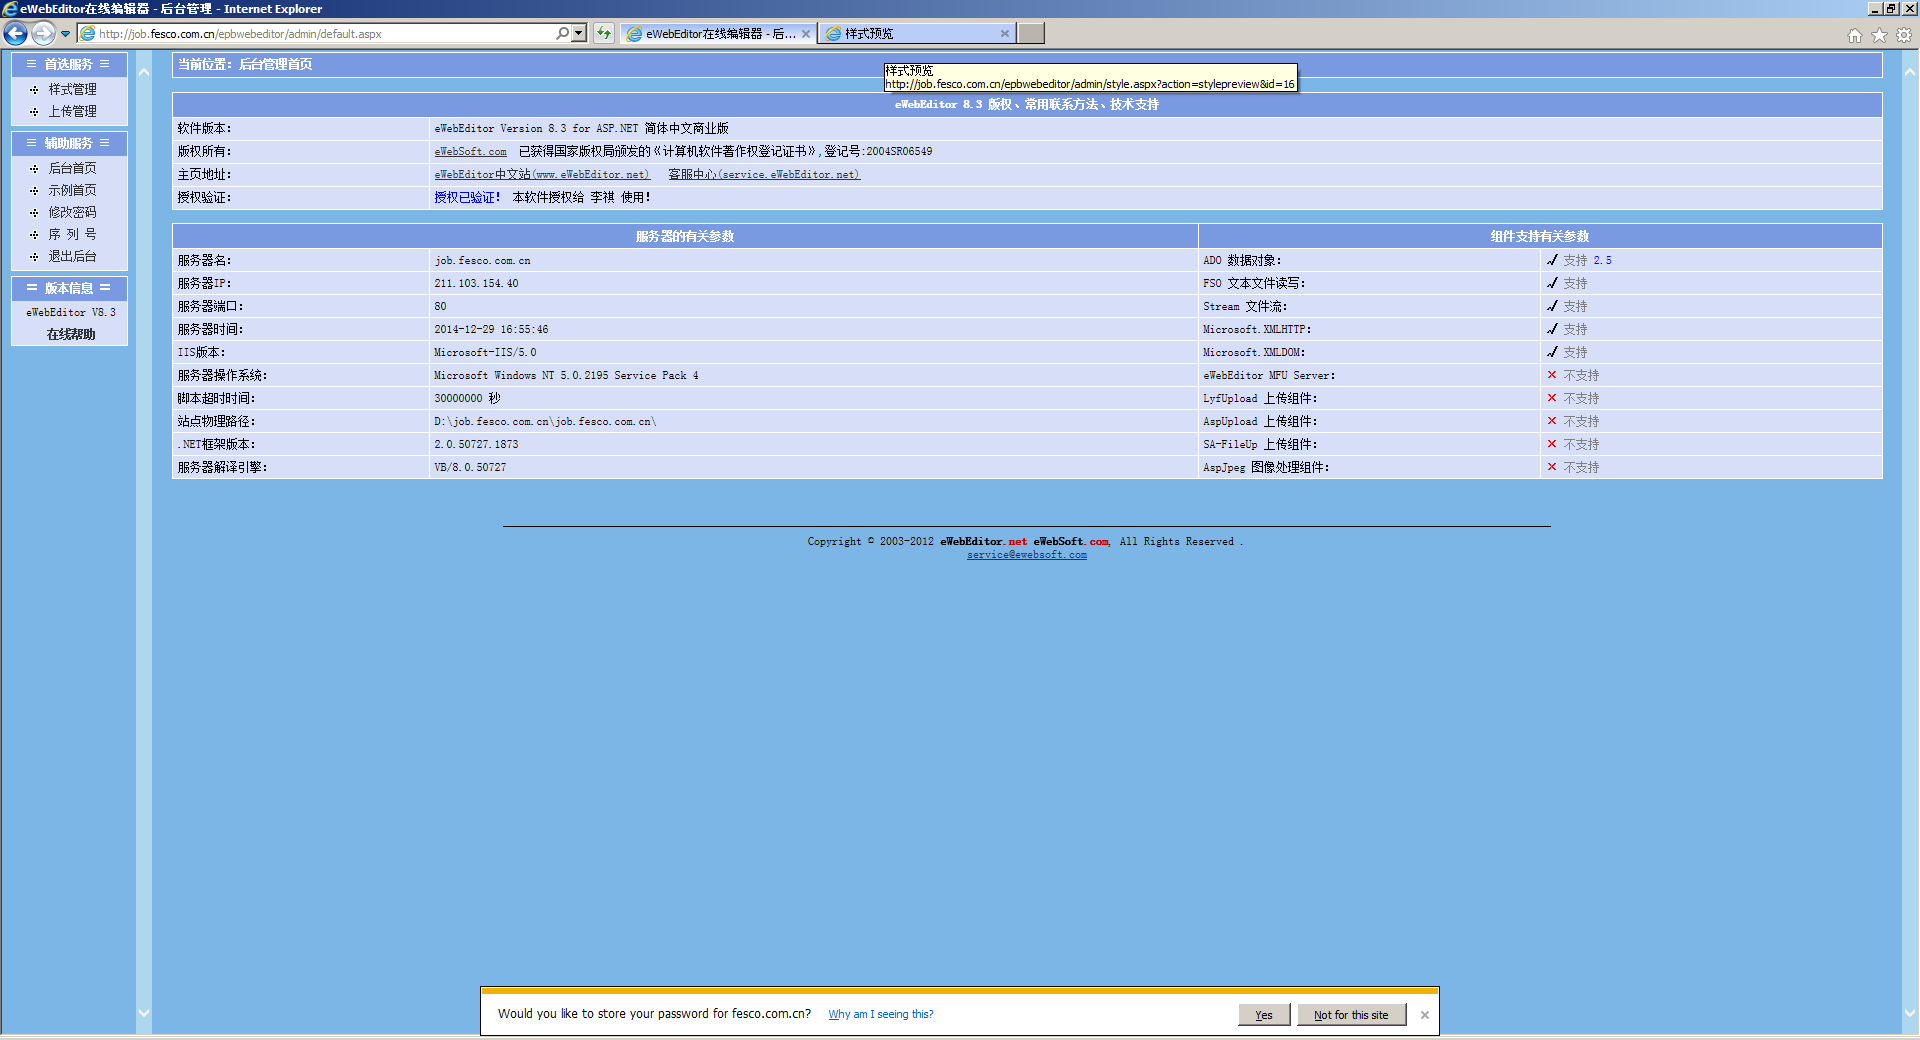 eWebEditor在线编辑器 - 后台管理 - Internet Explorer
http://job.fesco.com.cn/epbwebeditor/admin/default.aspx
eWebEditor在线编辑器 - 后...
样式预览
样式预览
http://job.fesco.com.cn/epbwebeditor/admin/style.aspx?action=stylepreview&id=16
首选服务
样式管理
上传管理
辅助服务
后台首页
示例首页
修改密码
序 列 号
退出后台
版本信息
eWebEditor V8.3
在线帮助
当前位置: 后台管理首页
eWebEditor 8.3 版权、常用联系方法、技术支持
软件版本: eWebEditor Version 8.3 for ASP.NET 简体中文商业版
版权所有: eWebSoft.com 已获得国家版权局颁发的《计算机软件著作权登记证书》,登记号:2004SR06549
主页地址: eWebEditor中文站(www.eWebEditor.net) 客服中心(service.eWebEditor.net)
授权验证: 授权已验证! 本软件授权给 李祺 使用!
服务器的有关参数
服务器名: job.fesco.com.cn
服务器IP: 211.103.154.40
服务器端口: 80
服务器时间: 2014-12-29 16:55:46
IIS版本: Microsoft-IIS/5.0
服务器操作系统: Microsoft Windows NT 5.0.2195 Service Pack 4
脚本超时时间: 30000000 秒
站点物理路径: D:\job.fesco.com.cn\job.fesco.com.cn\
.NET框架版本: 2.0.50727.1873
服务器解译引擎: VB/8.0.50727
组件支持有关参数
ADO 数据对象: ✓ 支持 2.5
FSO 文本文件读写: ✓ 支持
Stream 文件流: ✓ 支持
Microsoft.XMLHTTP: ✓ 支持
Microsoft.XMLDOM: ✓ 支持
eWebEditor MFU Server: × 不支持
LyfUpload 上传组件: × 不支持
AspUpload 上传组件: × 不支持
SA-FileUp 上传组件: × 不支持
AspJpeg 图像处理组件: × 不支持
Copyright © 2003-2012 eWebEditor.net eWebSoft.com, All Rights Reserved .
service@ewebsoft.com
Would you like to store your password for fesco.com.cn? Why am I seeing this? Yes Not for this site